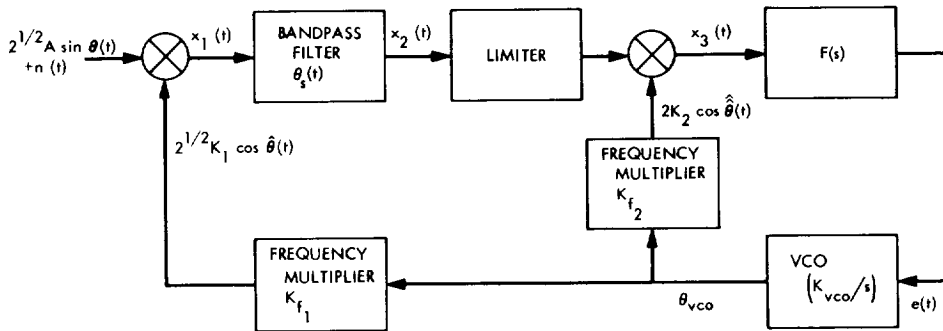 2^{1/2} A sin θ(t)
+n (t)
x_1 (t)
BANDPASS
FILTER
θ_s(t)
x_2 (t)
LIMITER
x_3 (t)
F(s)
2^{1/2} K_1 cos θ̂(t)
2K_2 cos θ̂̂(t)
FREQUENCY
MULTIPLIER
K_{f_2}
FREQUENCY
MULTIPLIER
K_{f_1}
θ_{vco}
VCO
(K_{vco}/s)
e(t)